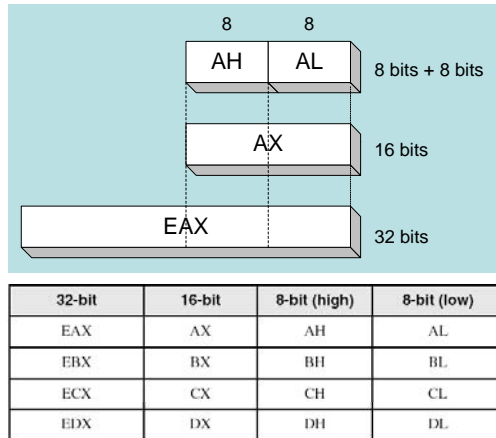 8 8
AH AL 8 bits + 8 bits
AX 16 bits
EAX 32 bits
32-bit 16-bit 8-bit (high) 8-bit (low)
EAX AX AH AL
EBX BX BH BL
ECX CX CH CL
EDX DX DH DL